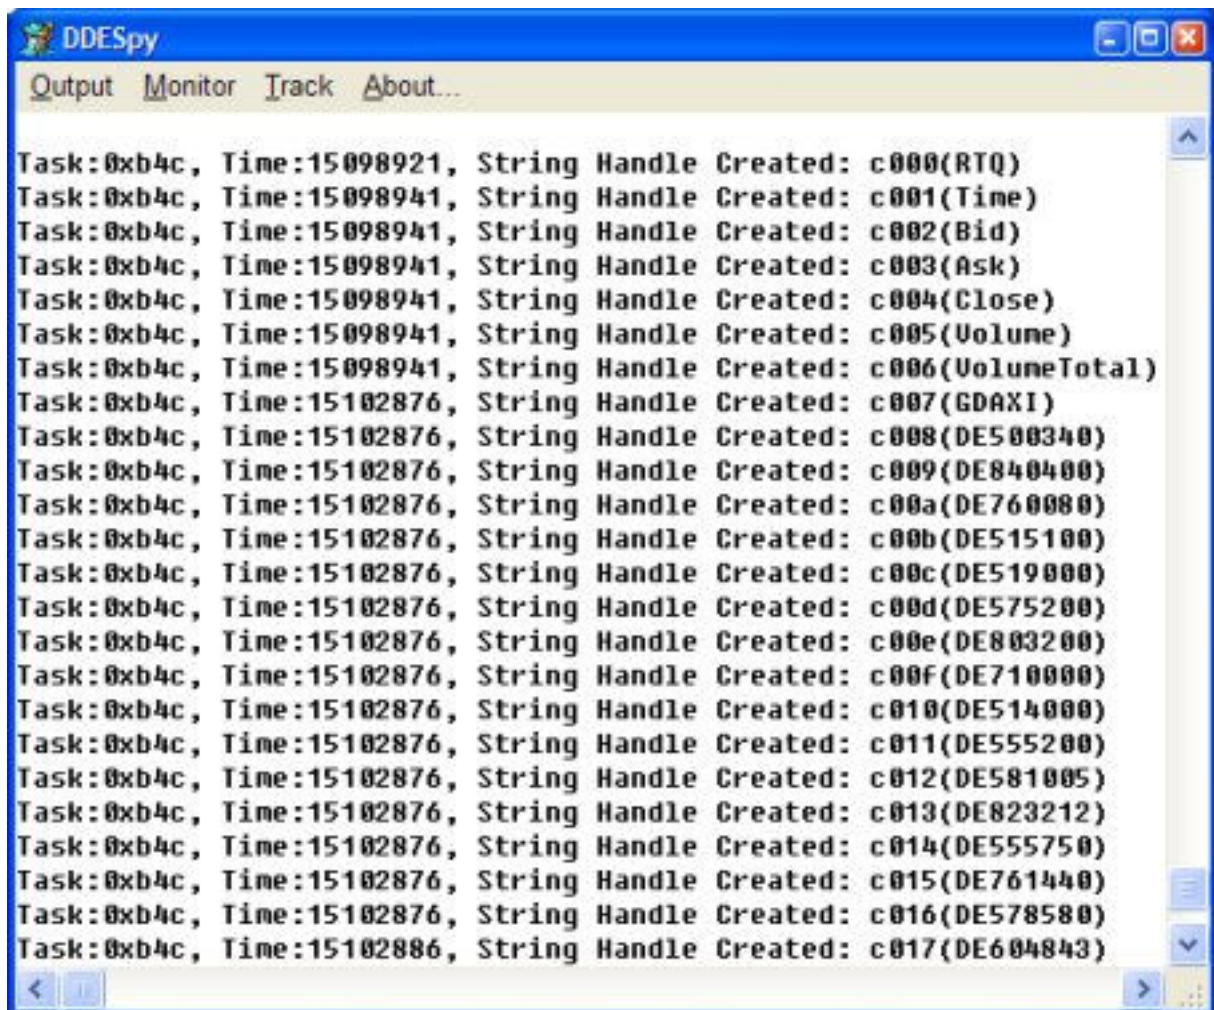 DDESpy
Output Monitor Track About...
Task:0xb4c, Time:15098921, String Handle Created: c000(RTQ)
Task:0xb4c, Time:15098941, String Handle Created: c001(Time)
Task:0xb4c, Time:15098941, String Handle Created: c002(Bid)
Task:0xb4c, Time:15098941, String Handle Created: c003(Ask)
Task:0xb4c, Time:15098941, String Handle Created: c004(Close)
Task:0xb4c, Time:15098941, String Handle Created: c005(Volume)
Task:0xb4c, Time:15098941, String Handle Created: c006(VolumeTotal)
Task:0xb4c, Time:15102876, String Handle Created: c007(GDAXI)
Task:0xb4c, Time:15102876, String Handle Created: c008(DE500340)
Task:0xb4c, Time:15102876, String Handle Created: c009(DE840400)
Task:0xb4c, Time:15102876, String Handle Created: c00a(DE760080)
Task:0xb4c, Time:15102876, String Handle Created: c00b(DE515100)
Task:0xb4c, Time:15102876, String Handle Created: c00c(DE519000)
Task:0xb4c, Time:15102876, String Handle Created: c00d(DE575200)
Task:0xb4c, Time:15102876, String Handle Created: c00e(DE803200)
Task:0xb4c, Time:15102876, String Handle Created: c00f(DE710000)
Task:0xb4c, Time:15102876, String Handle Created: c010(DE514000)
Task:0xb4c, Time:15102876, String Handle Created: c011(DE555200)
Task:0xb4c, Time:15102876, String Handle Created: c012(DE581005)
Task:0xb4c, Time:15102876, String Handle Created: c013(DE823212)
Task:0xb4c, Time:15102876, String Handle Created: c014(DE555750)
Task:0xb4c, Time:15102876, String Handle Created: c015(DE761440)
Task:0xb4c, Time:15102876, String Handle Created: c016(DE578580)
Task:0xb4c, Time:15102886, String Handle Created: c017(DE604843)